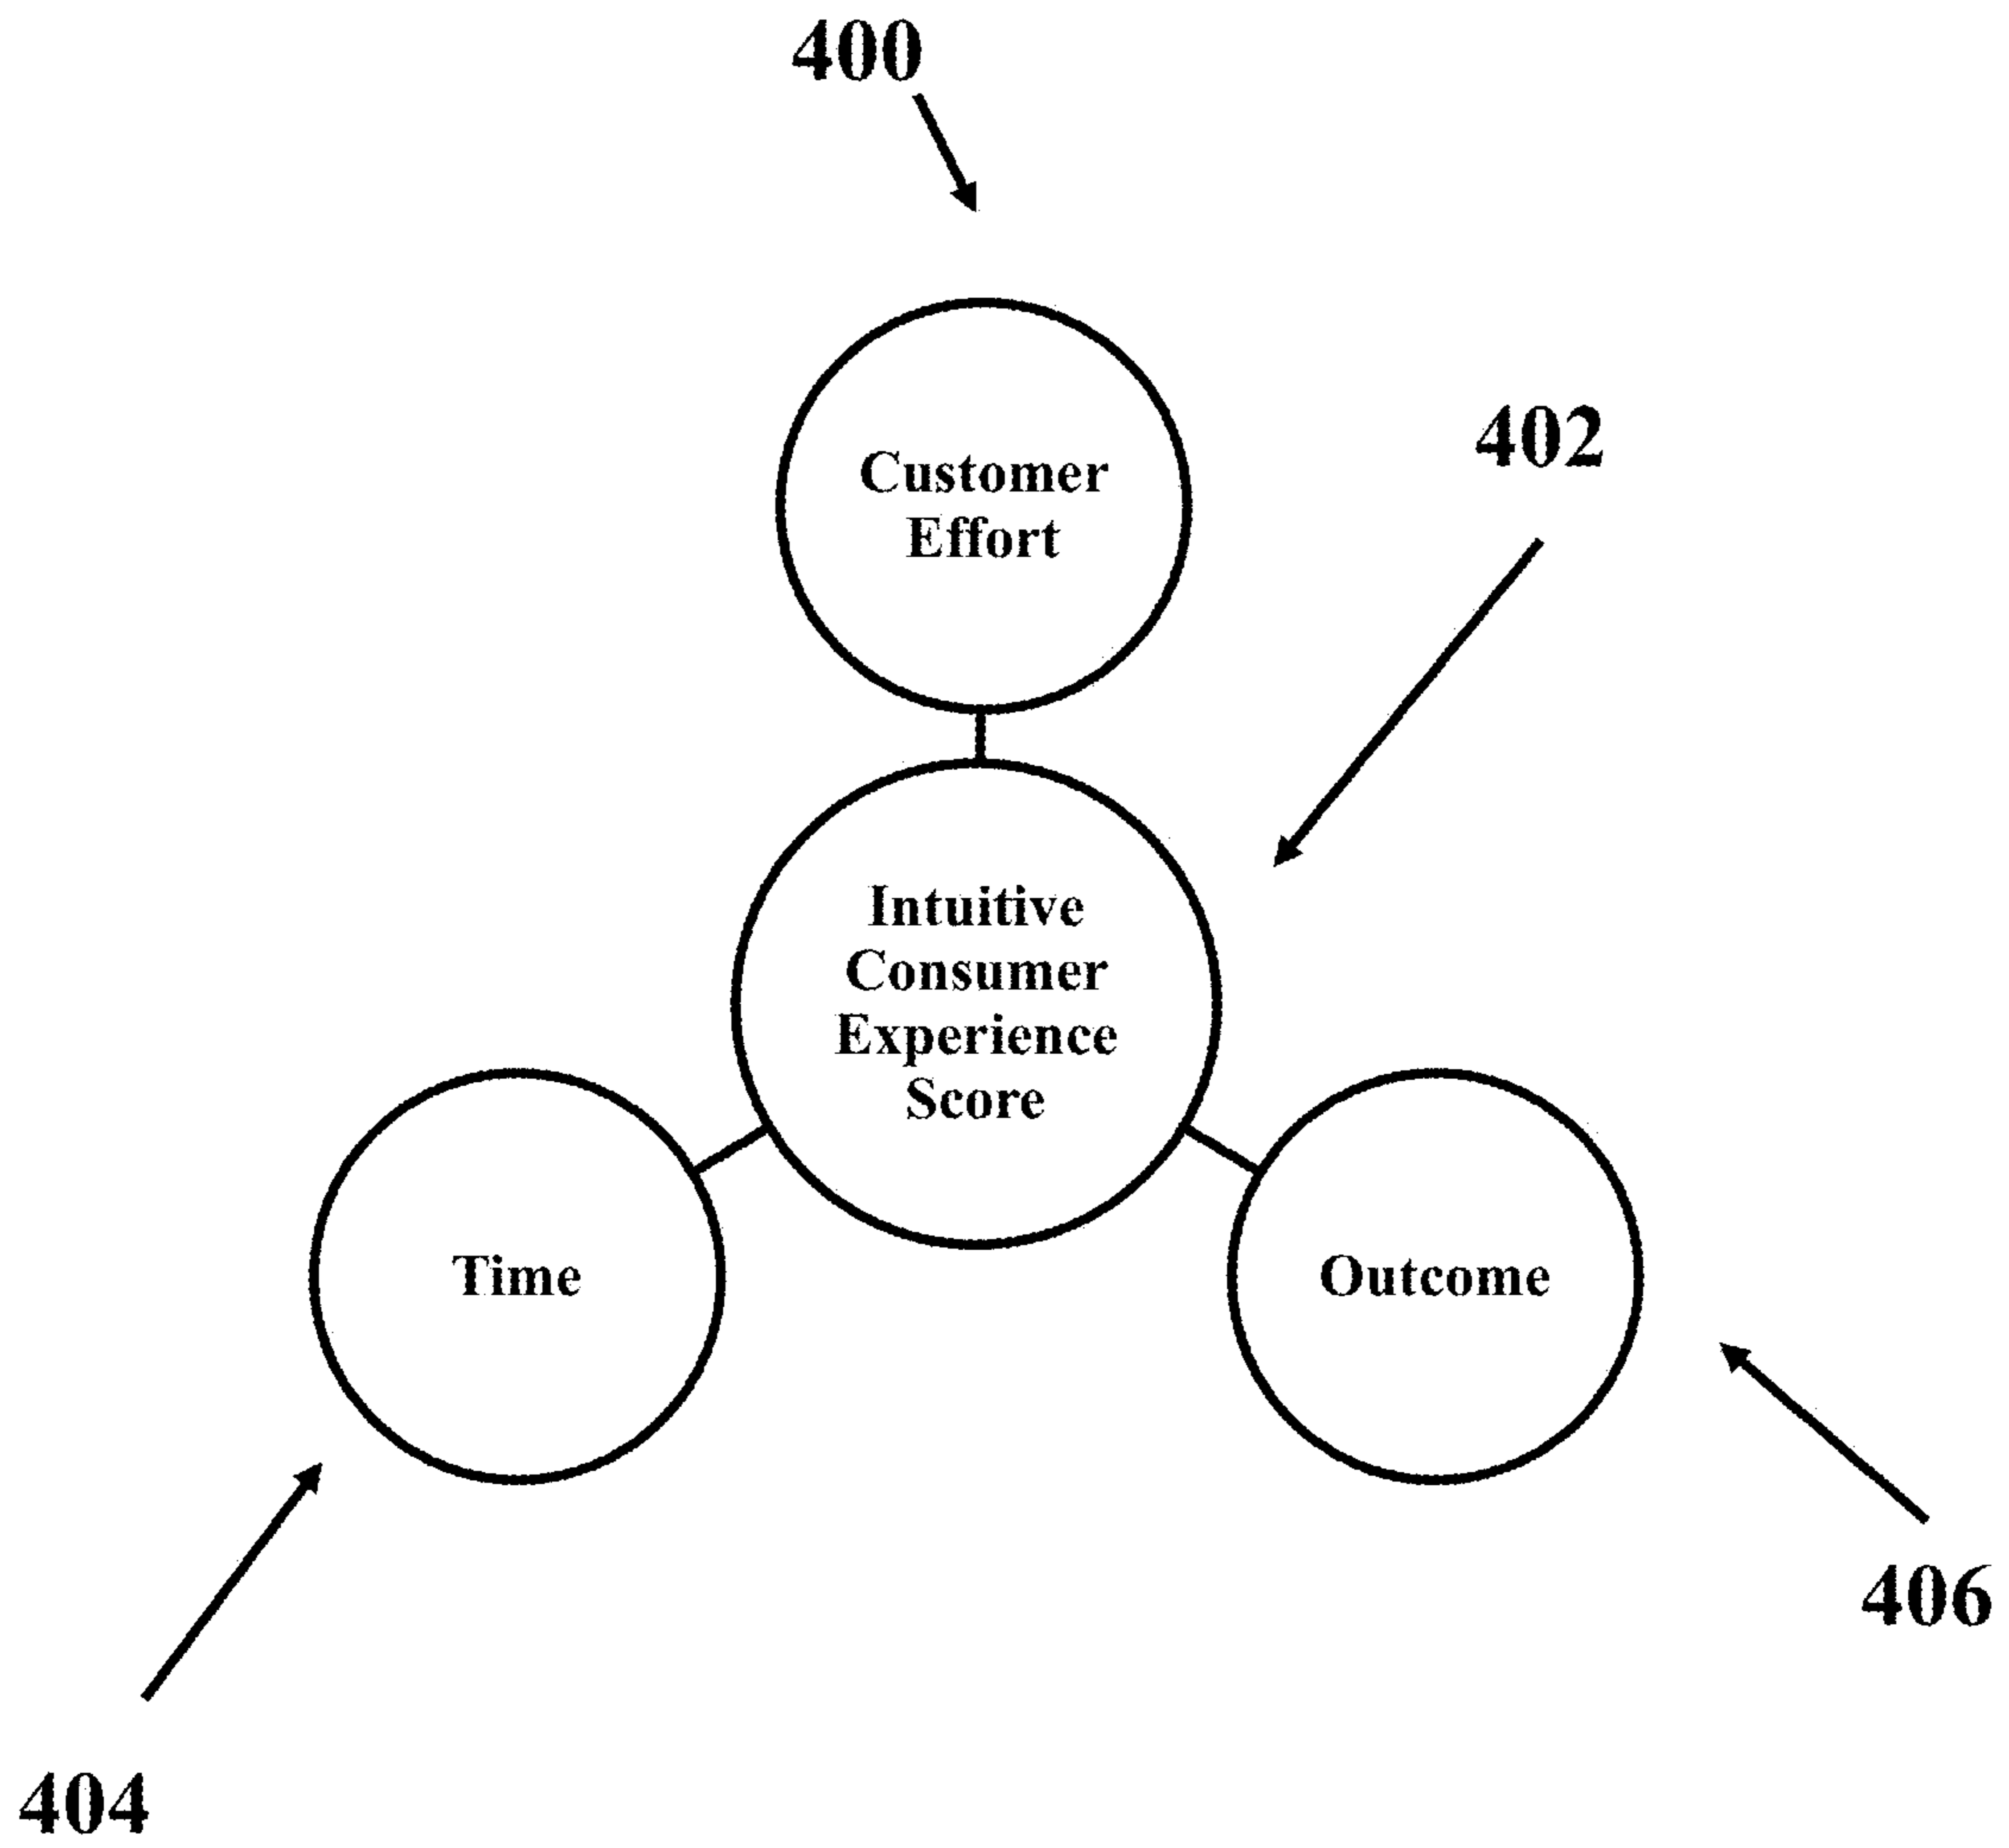 400
402
Customer
Effort
Intuitive
Consumer
Experience
Score
Time
Outcome
406
404